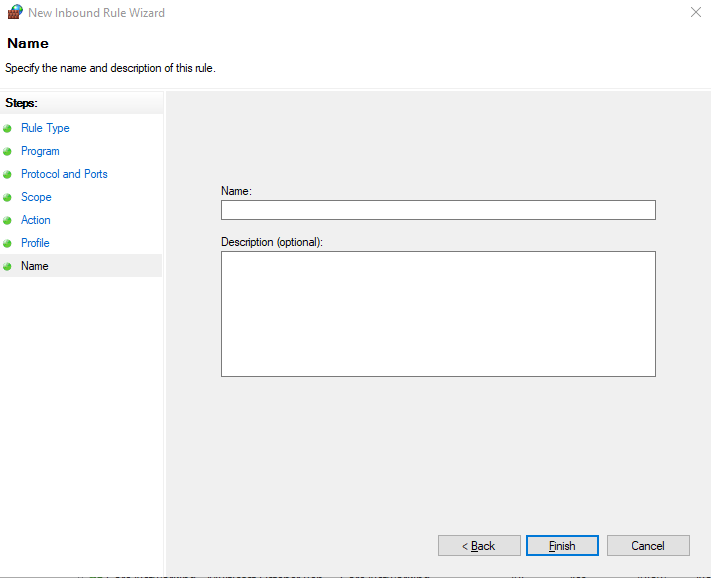 New Inbound Rule Wizard
Name
Specify the name and description of this rule.
Steps:
Rule Type
Program
Protocol and Ports
Scope
Action
Profile
Name
Name:
Description (optional):
< Back
Finish
Cancel